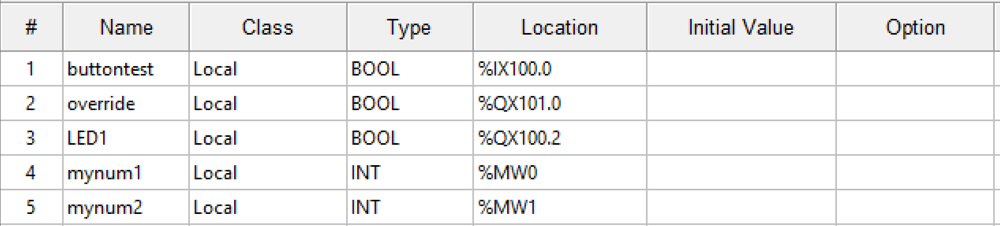 # Name Class Type Location Initial Value Option
1 buttontest Local BOOL %IX100.0
2 override Local BOOL %QX101.0
3 LED1 Local BOOL %QX100.2
4 mynum1 Local INT %MW0
5 mynum2 Local INT %MW1